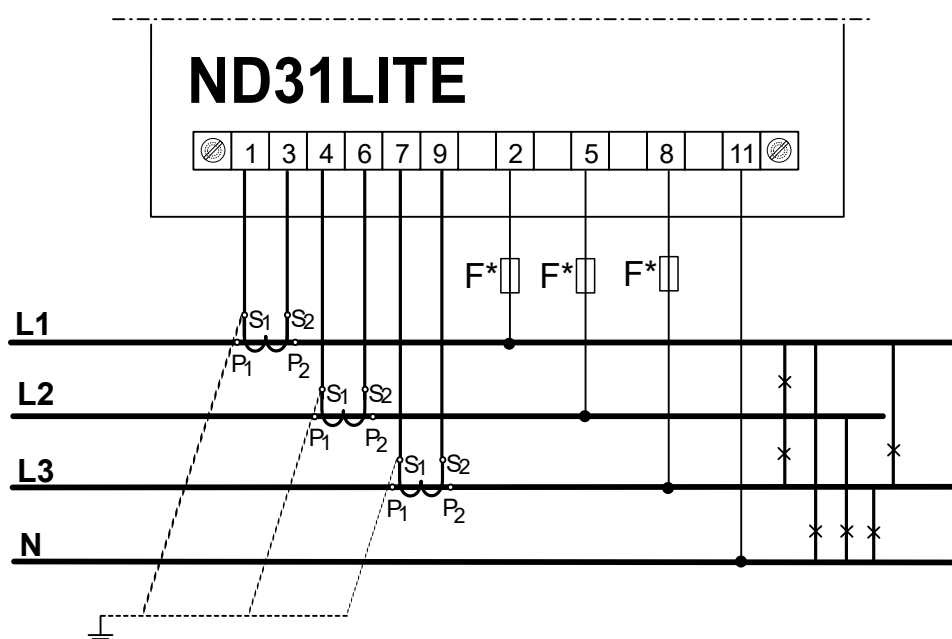 ND31LITE
1 3 4 6 7 9 2 5 8 11
F* F* F*
S1 S2
L1
P1 P2
S1 S2
L2
P1 P2
S1 S2
L3
P1 P2
N